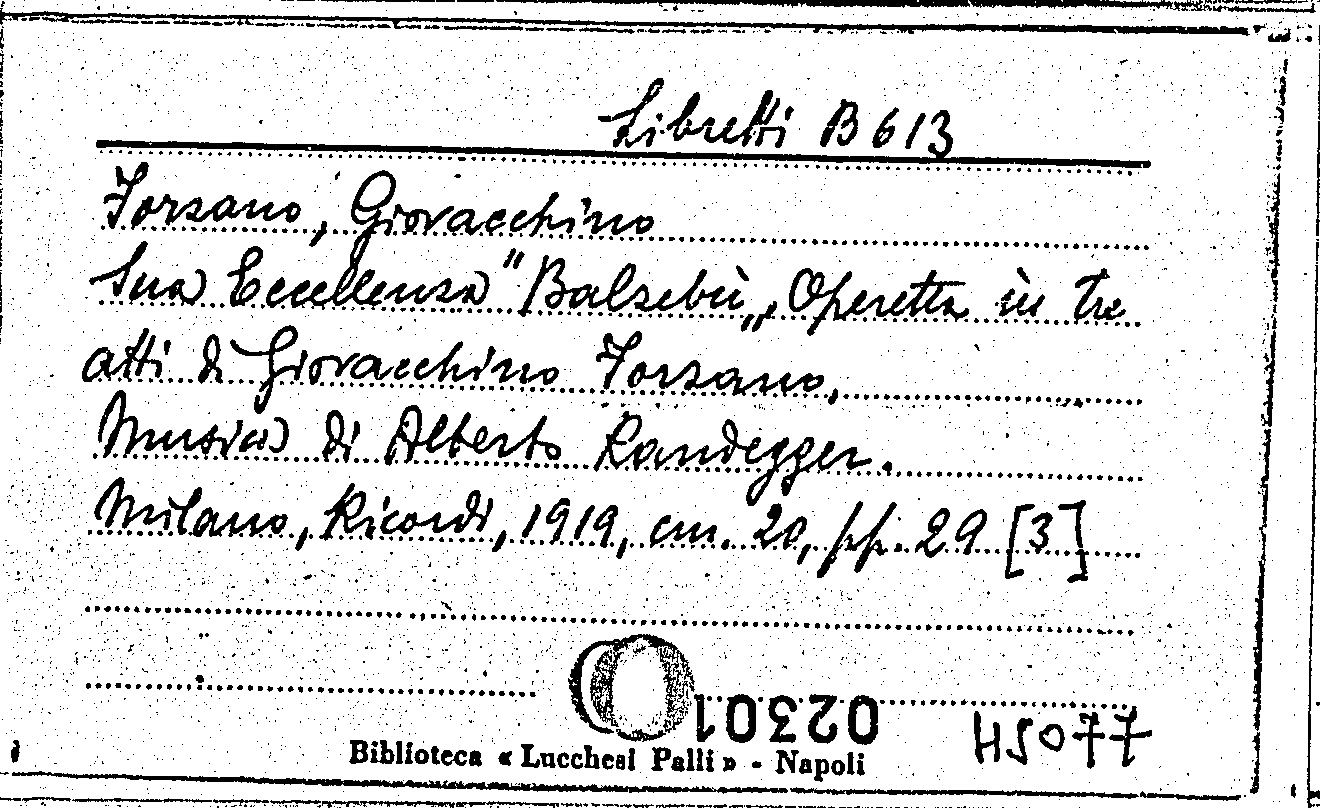 Libretti B 613
Forzano, Giovacchino
Sua Eccellenza "Balzebù„, Operetta in tre
atti di Giovacchino Forzano,
Musica di Alberto Randegger.
Milano, Ricordi, 1919, cm. 20, pp. 29 [3]
02301
Biblioteca « Lucchesi Palli » - Napoli